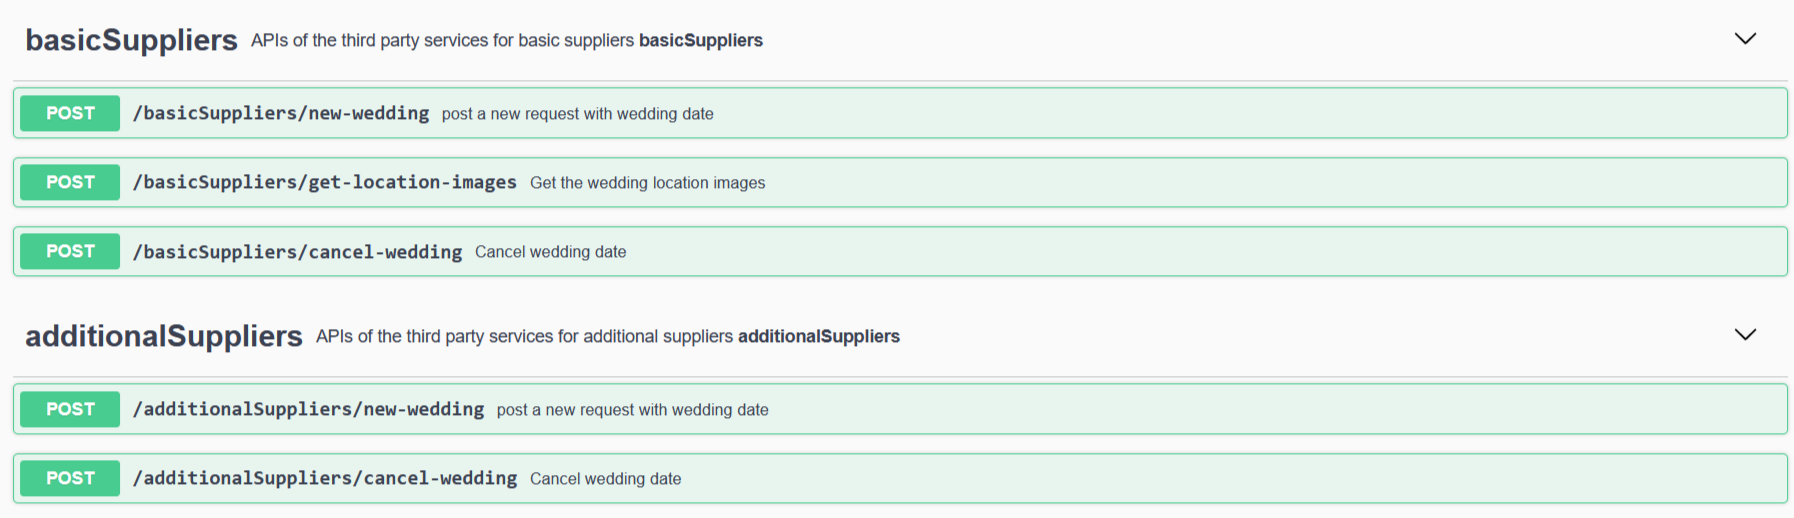 basicSuppliers APIs of the third party services for basic suppliers basicSuppliers
POST /basicSuppliers/new-wedding post a new request with wedding date
POST /basicSuppliers/get-location-images Get the wedding location images
POST /basicSuppliers/cancel-wedding Cancel wedding date
additionalSuppliers APIs of the third party services for additional suppliers additionalSuppliers
POST /additionalSuppliers/new-wedding post a new request with wedding date
POST /additionalSuppliers/cancel-wedding Cancel wedding date